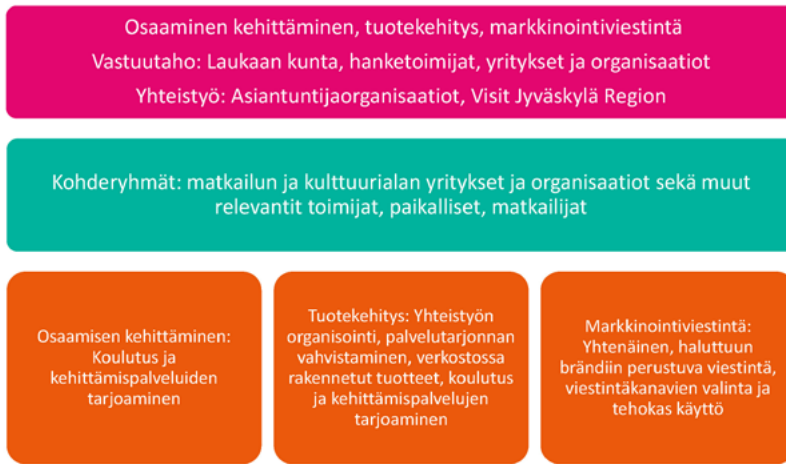 Osaaminen kehittäminen, tuotekehitys, markkinointiviestintä
Vastuutaho: Laukaan kunta, hanketoimijat, yritykset ja organisaatiot
Yhteistyö: Asiantuntijaorganisaatiot, Visit Jyväskylä Region
Kohderyhmät: matkailun ja kulttuurialan yritykset ja organisaatiot sekä muut
relevantit toimijat, paikalliset, matkailijat
Osaamisen kehittäminen:
Koulutus ja
kehittämispalveluiden
tarjoaminen
Tuotekehitys: Yhteistyön
organisointi, palvelutarjonnan
vahvistaminen, verkostossa
rakennetut tuotteet, koulutus
ja kehittämispalvelujen
tarjoaminen
Markkinointiviestintä:
Yhtenäinen, haluttuun
brändiin perustuva viestintä,
viestintäkanavien valinta ja
tehokas käyttö